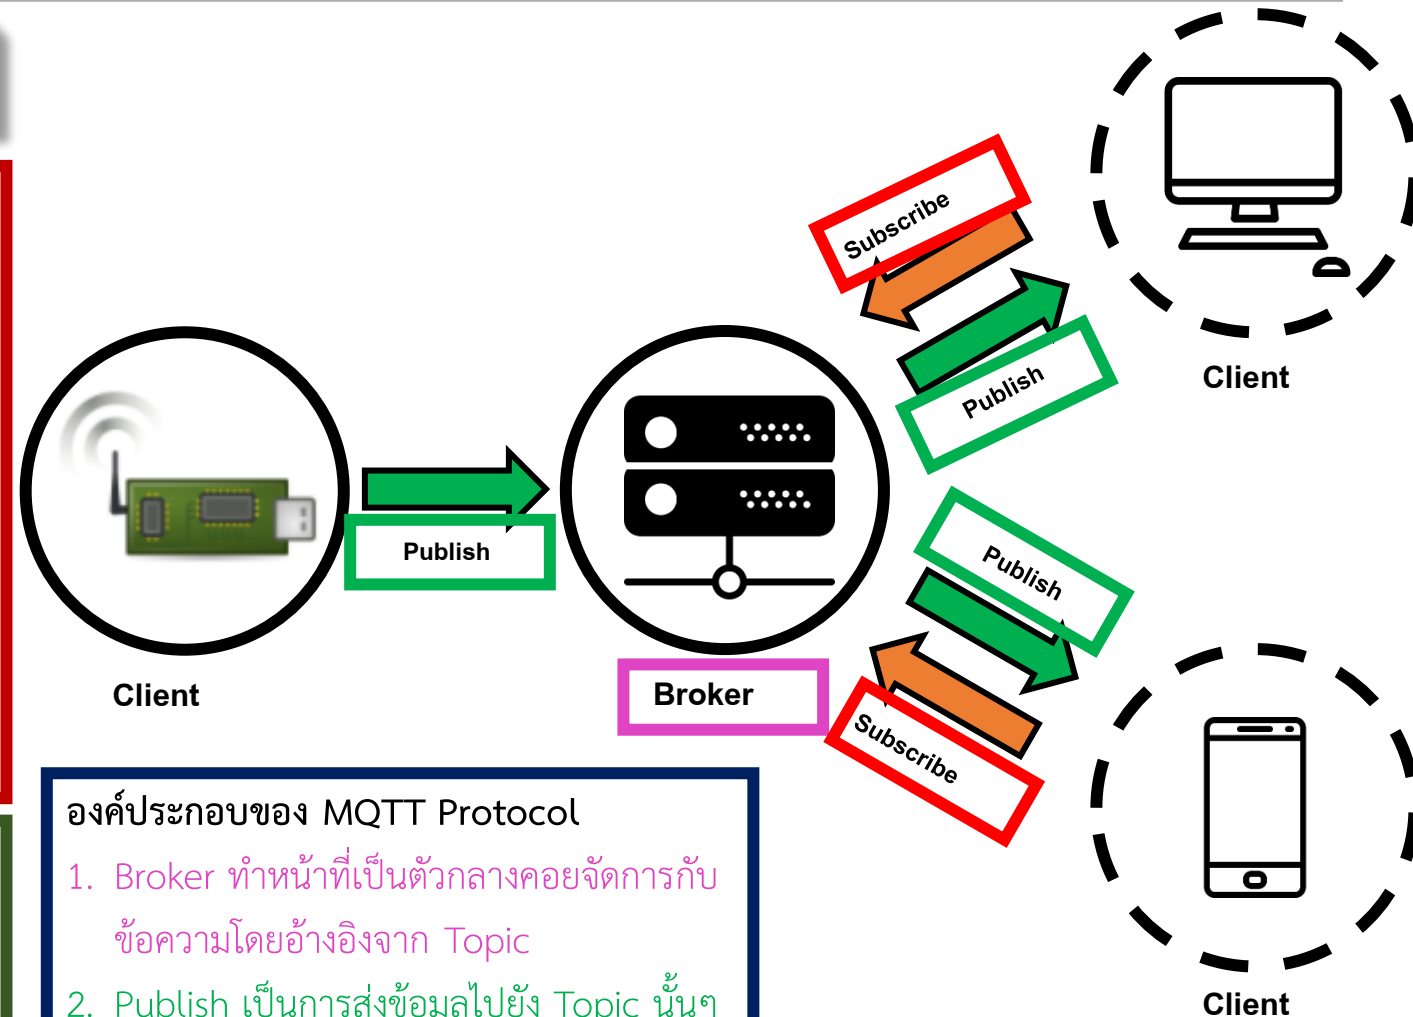 Subscribe
Publish
Client
Publish
Publish
Client
Broker
Subscribe
องค์ประกอบของ MQTT Protocol
1. Broker ทำหน้าที่เป็นตัวกลางคอยจัดการกับ
ข้อความโดยอ้างอิงจาก Topic
2. Publish เป็นการส่งข้อมูลไปยัง Topic นั้นๆ
Client